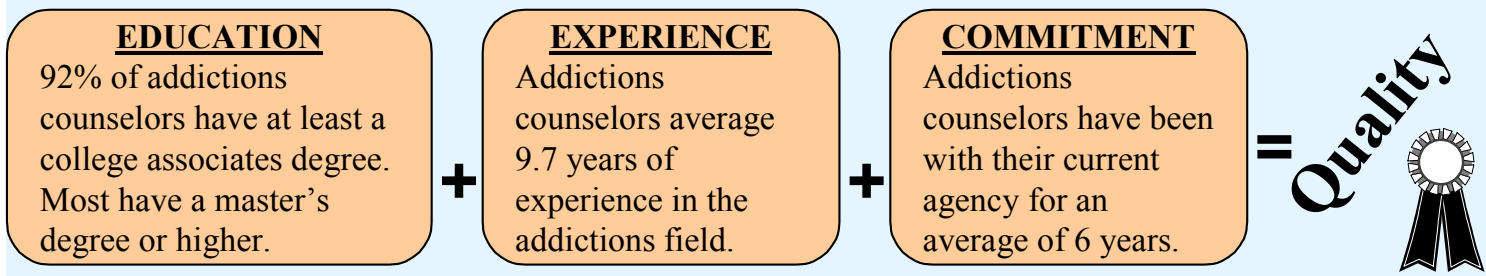 EDUCATION
92% of addictions
counselors have at least a
college associates degree.
Most have a master’s
degree or higher.
+
EXPERIENCE
Addictions
counselors average
9.7 years of
experience in the
addictions field.
+
COMMITMENT
Addictions
counselors have been
with their current
agency for an
average of 6 years.
=
Quality